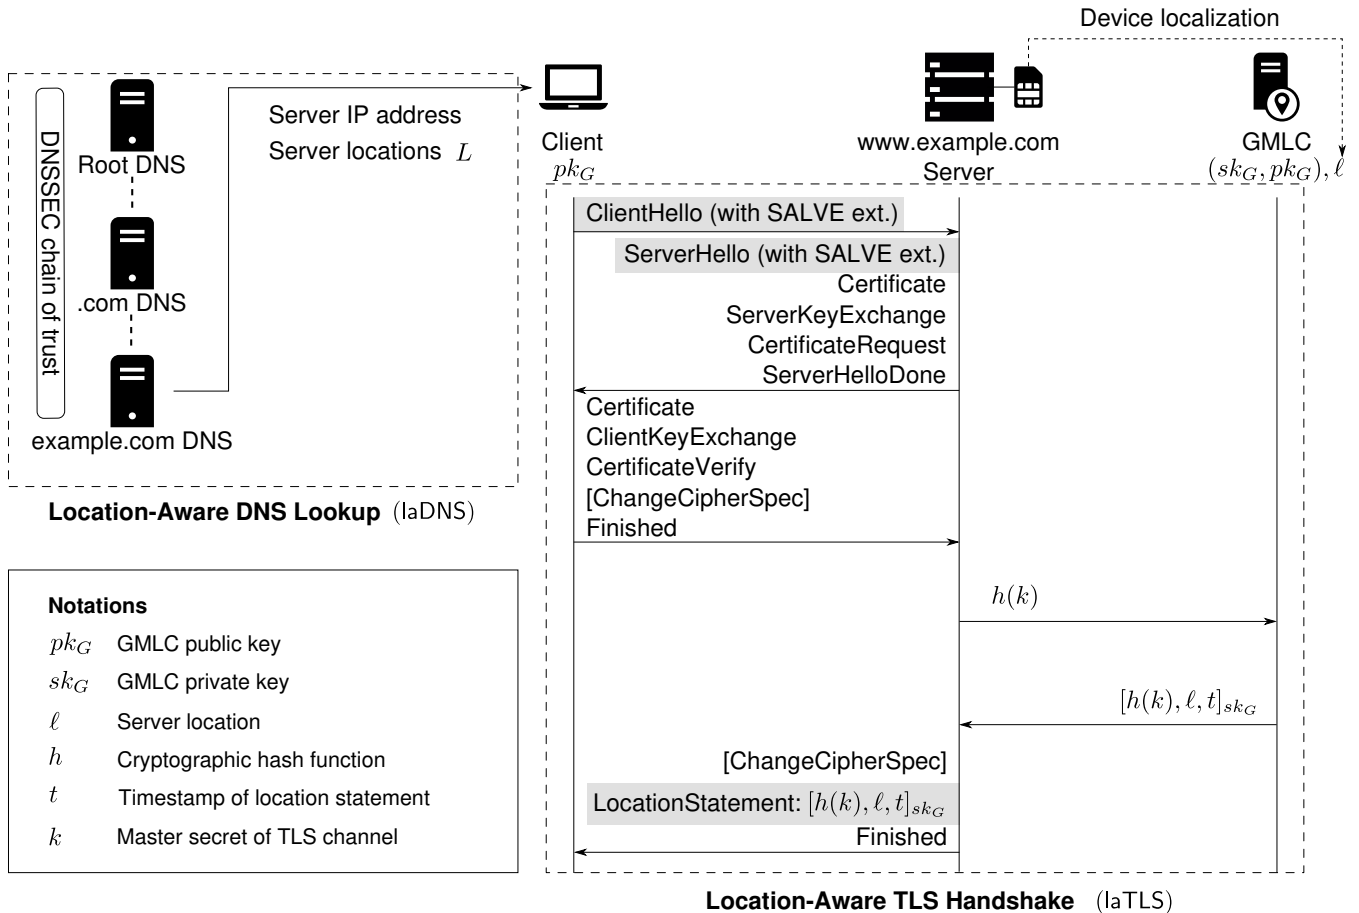 Device localization
DNSSEC chain of trust
Root DNS
.com DNS
example.com DNS
Server IP address
Server locations L
Location-Aware DNS Lookup (laDNS)
Client
pk_G
www.example.com
Server
GMLC
(sk_G, pk_G), ℓ
ClientHello (with SALVE ext.)
ServerHello (with SALVE ext.)
Certificate
ServerKeyExchange
CertificateRequest
ServerHelloDone
Certificate
ClientKeyExchange
CertificateVerify
[ChangeCipherSpec]
Finished
h(k)
[h(k), ℓ, t]_{sk_G}
[ChangeCipherSpec]
LocationStatement: [h(k), ℓ, t]_{sk_G}
Finished
Location-Aware TLS Handshake (laTLS)
Notations
pk_G GMLC public key
sk_G GMLC private key
ℓ Server location
h Cryptographic hash function
t Timestamp of location statement
k Master secret of TLS channel